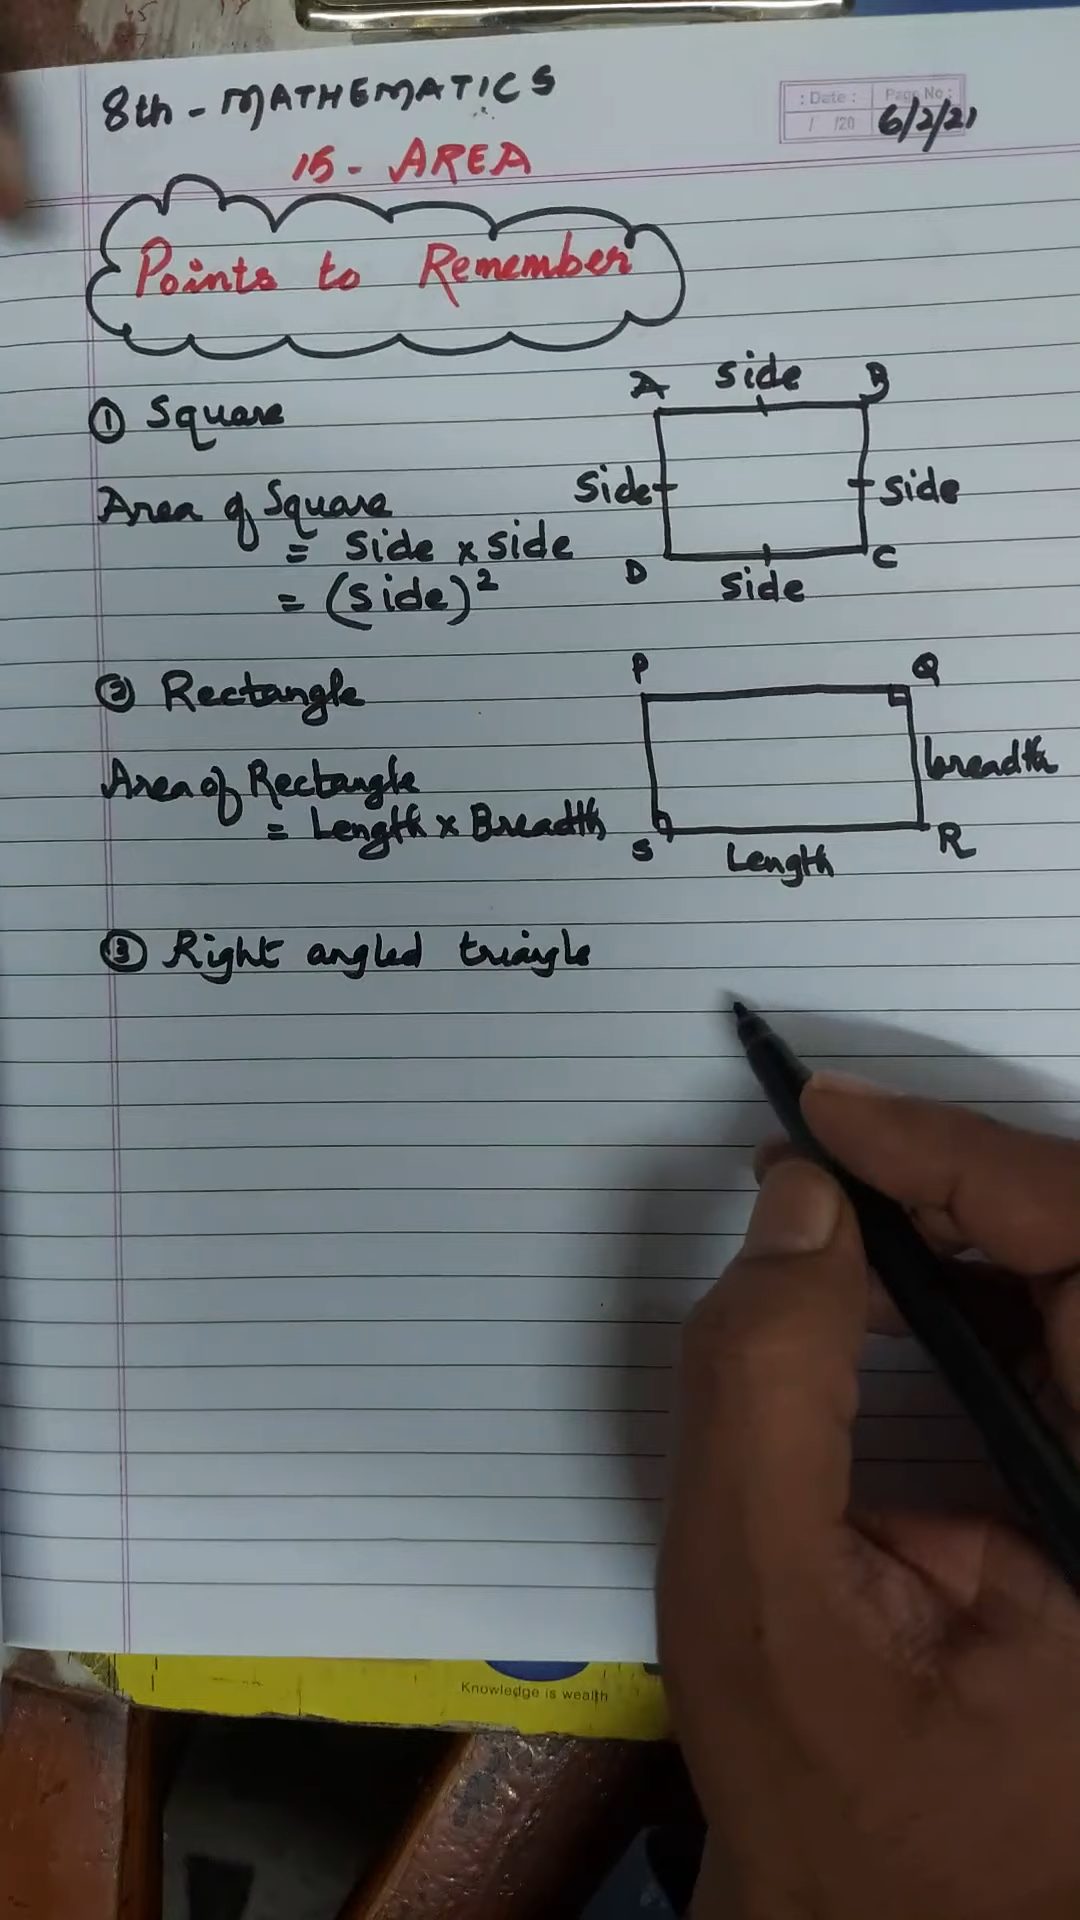 8th - MATHEMATICS
: Date : Page No :
/ /20 6/2/21
15 - AREA
Points to Remember
① Square
A side B
side side
D side C
Area of Square
= side × side
= (side)²
② Rectangle
P Q
breadth
S Length R
Area of Rectangle
= Length × Breadth
③ Right angled triangle
Knowledge is wealth